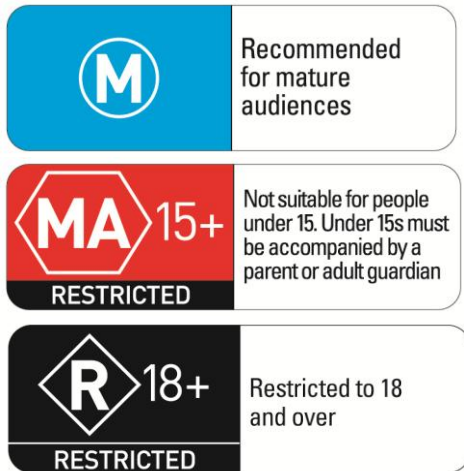 M
Recommended
for mature
audiences
MA 15+
RESTRICTED
Not suitable for people
under 15. Under 15s must
be accompanied by a
parent or adult guardian
R 18+
RESTRICTED
Restricted to 18
and over